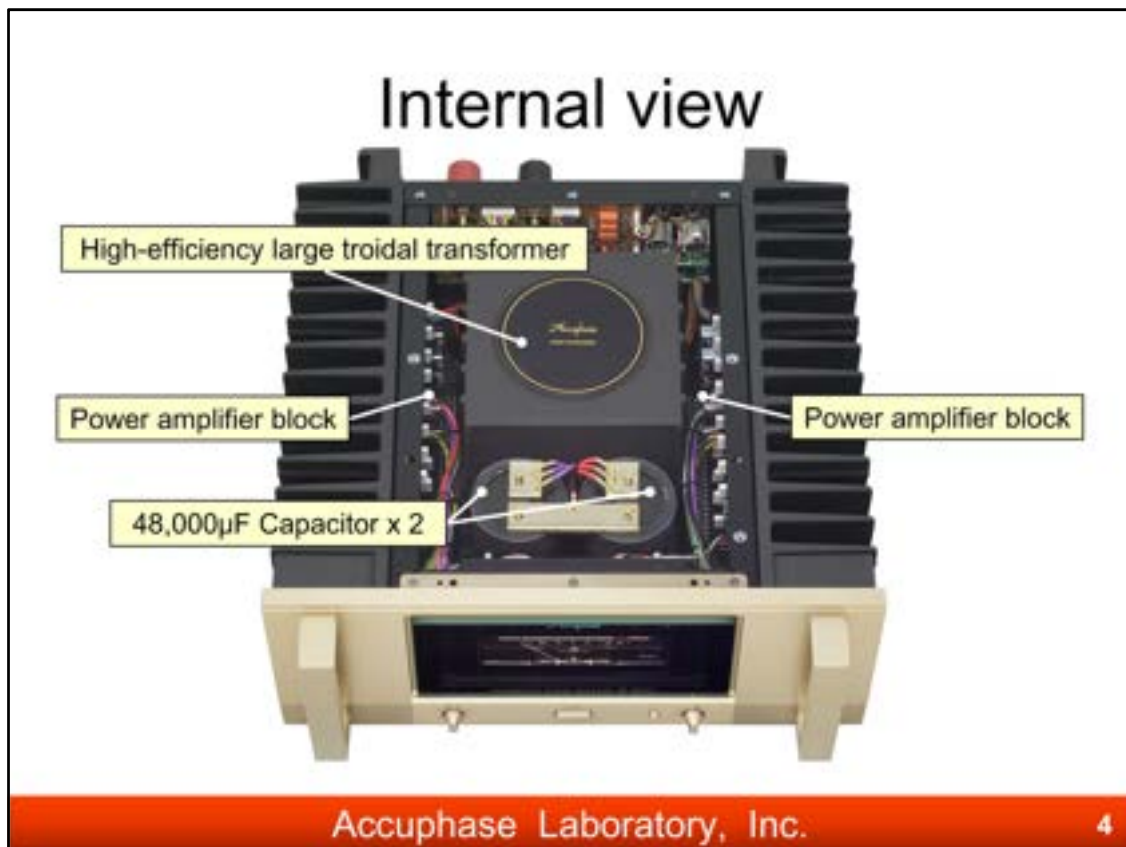 Internal view
High-efficiency large troidal transformer
Accuphase
Power amplifier block
Power amplifier block
48,000µF Capacitor x 2
Accuphase Laboratory, Inc.
4